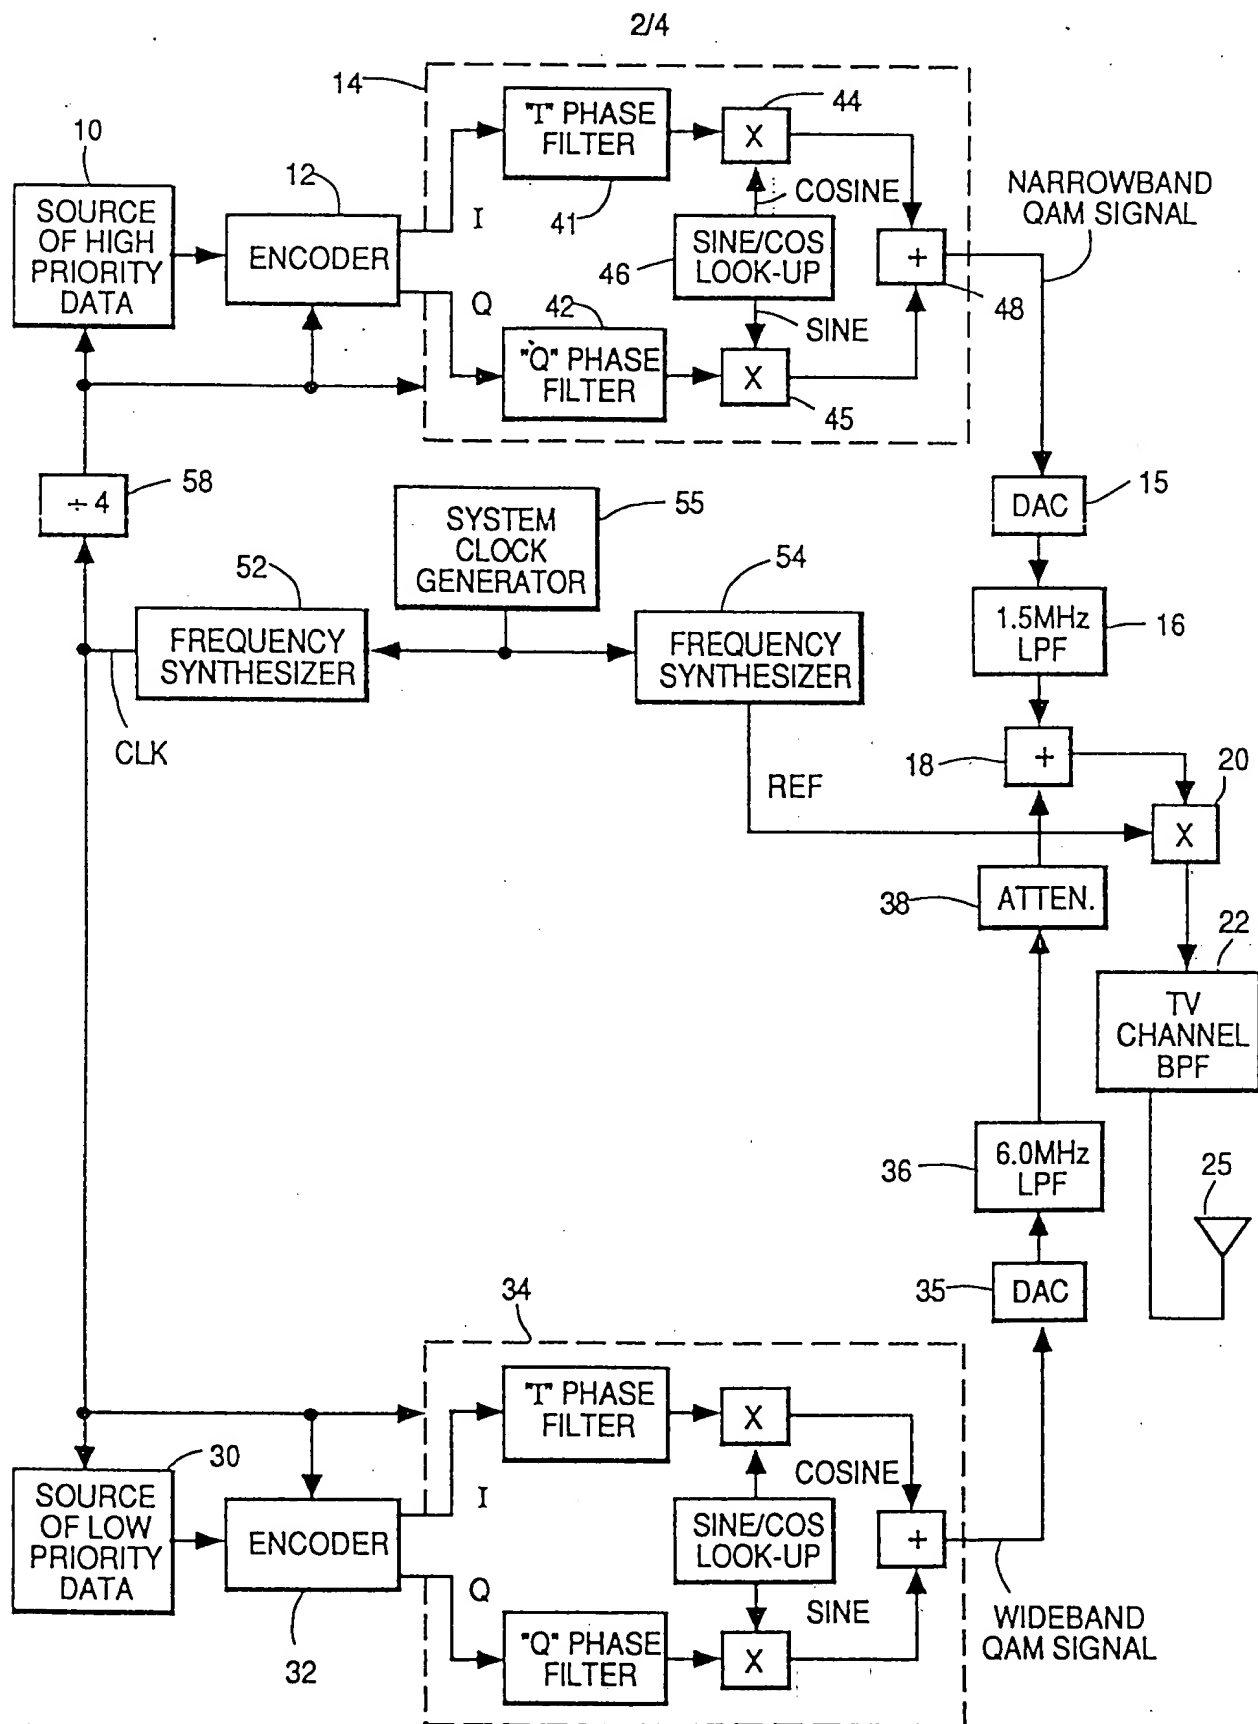 2/4
14
"I" PHASE
FILTER
41
X
44
COSINE
10
SOURCE
OF HIGH
PRIORITY
DATA
12
ENCODER
I
Q
46
SINE/COS
LOOK-UP
SINE
+
48
NARROWBAND
QAM SIGNAL
42
"Q" PHASE
FILTER
X
45
÷ 4
58
SYSTEM
CLOCK
GENERATOR
55
DAC
15
52
FREQUENCY
SYNTHESIZER
54
FREQUENCY
SYNTHESIZER
1.5MHz
LPF
16
CLK
REF
18
+
20
X
38
ATTEN.
22
TV
CHANNEL
BPF
36
6.0MHz
LPF
25
35
DAC
34
"I" PHASE
FILTER
X
COSINE
30
SOURCE
OF LOW
PRIORITY
DATA
ENCODER
32
I
Q
SINE/COS
LOOK-UP
SINE
+
WIDEBAND
QAM SIGNAL
"Q" PHASE
FILTER
X